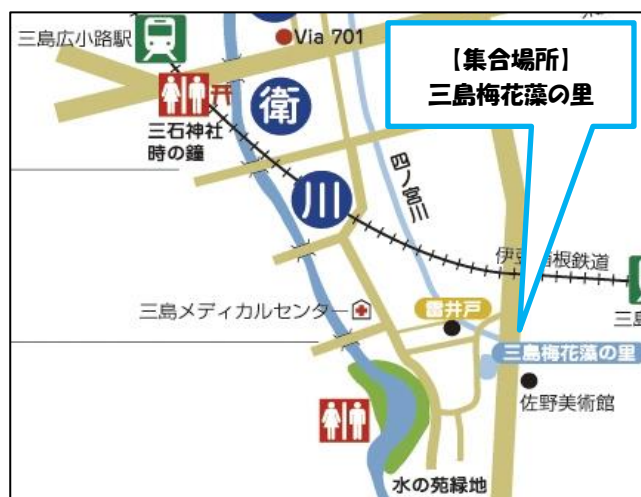 三島広小路駅
Via 701
【集合場所】
三島梅花藻の里
衛
三石神社
時の鐘
川
四ノ宮川
伊豆箱根鉄道
三島メディカルセンター
雷井戸
三島
三島梅花藻の里
佐野美術館
水の苑緑地